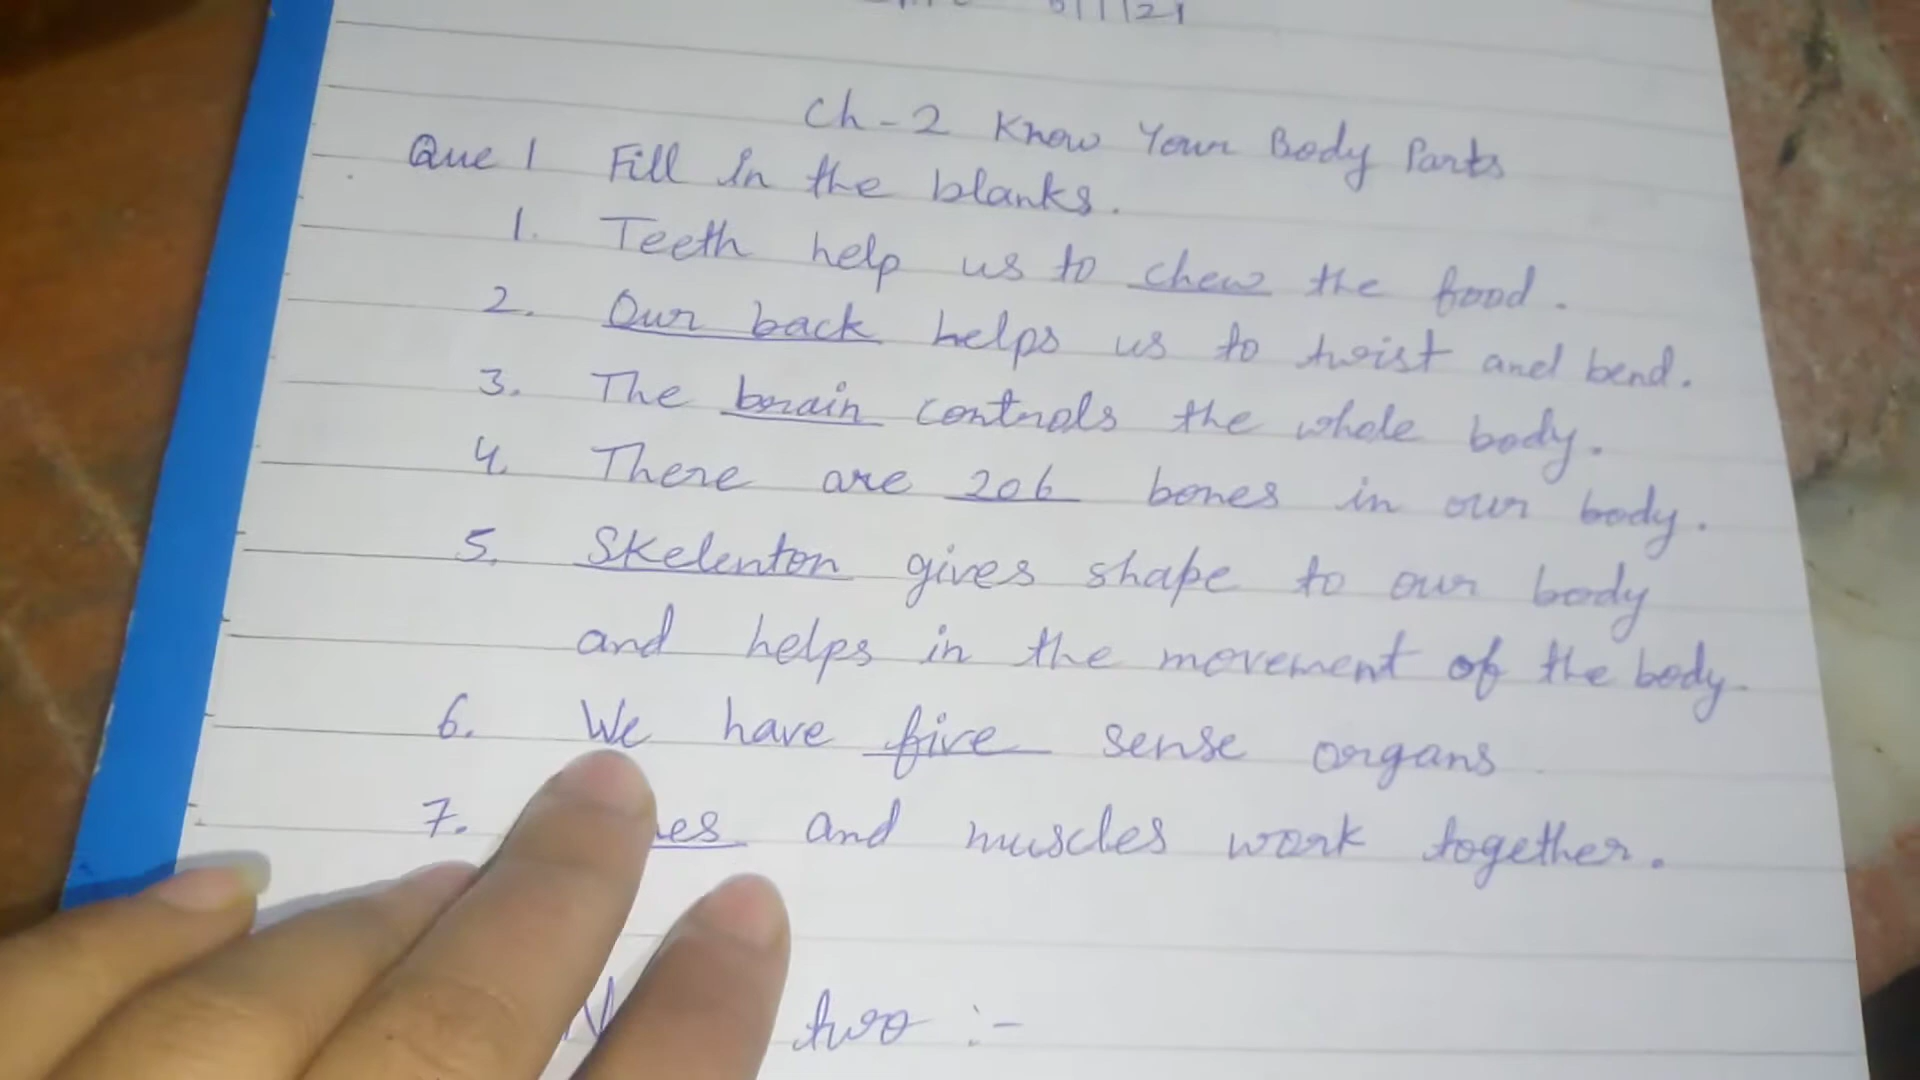 Ch-2 Know Your Body Parts
Que 1 Fill in the blanks.
1. Teeth help us to chew the food.
2. Our back helps us to twist and bend.
3. The brain controls the whole body.
4. There are 206 bones in our body.
5. Skelenton gives shape to our body
and helps in the movement of the body.
6. We have five sense organs
7. and muscles work together.
two :-